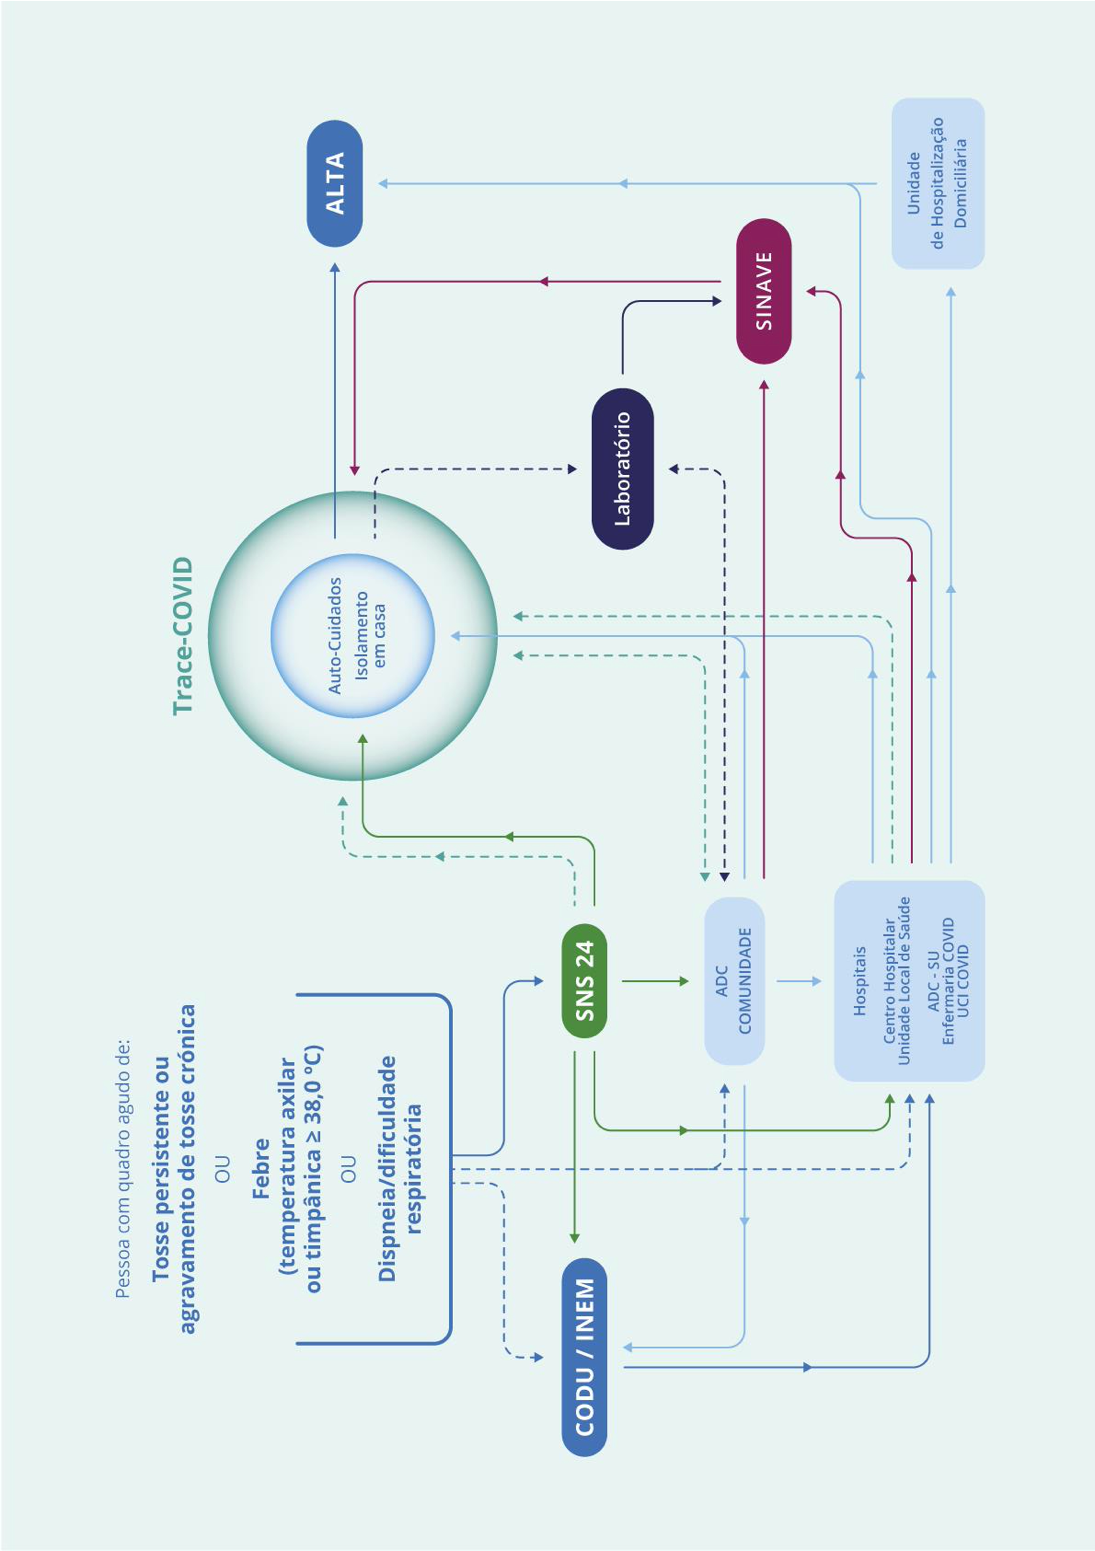 Pessoa com quadro agudo de:
Tosse persistente ou
agravamento de tosse crónica
OU
Febre
(temperatura axilar
ou timpânica ≥ 38,0 ºC)
OU
Dispneia/dificuldade
respiratória
Trace-COVID
Auto-Cuidados
Isolamento
em casa
ALTA
CODU / INEM
SNS 24
Laboratório
ADC
COMUNIDADE
SINAVE
Hospitais
Centro Hospitalar
Unidade Local de Saúde
ADC - SU
Enfermaria COVID
UCI COVID
Unidade
de Hospitalização
Domiciliária